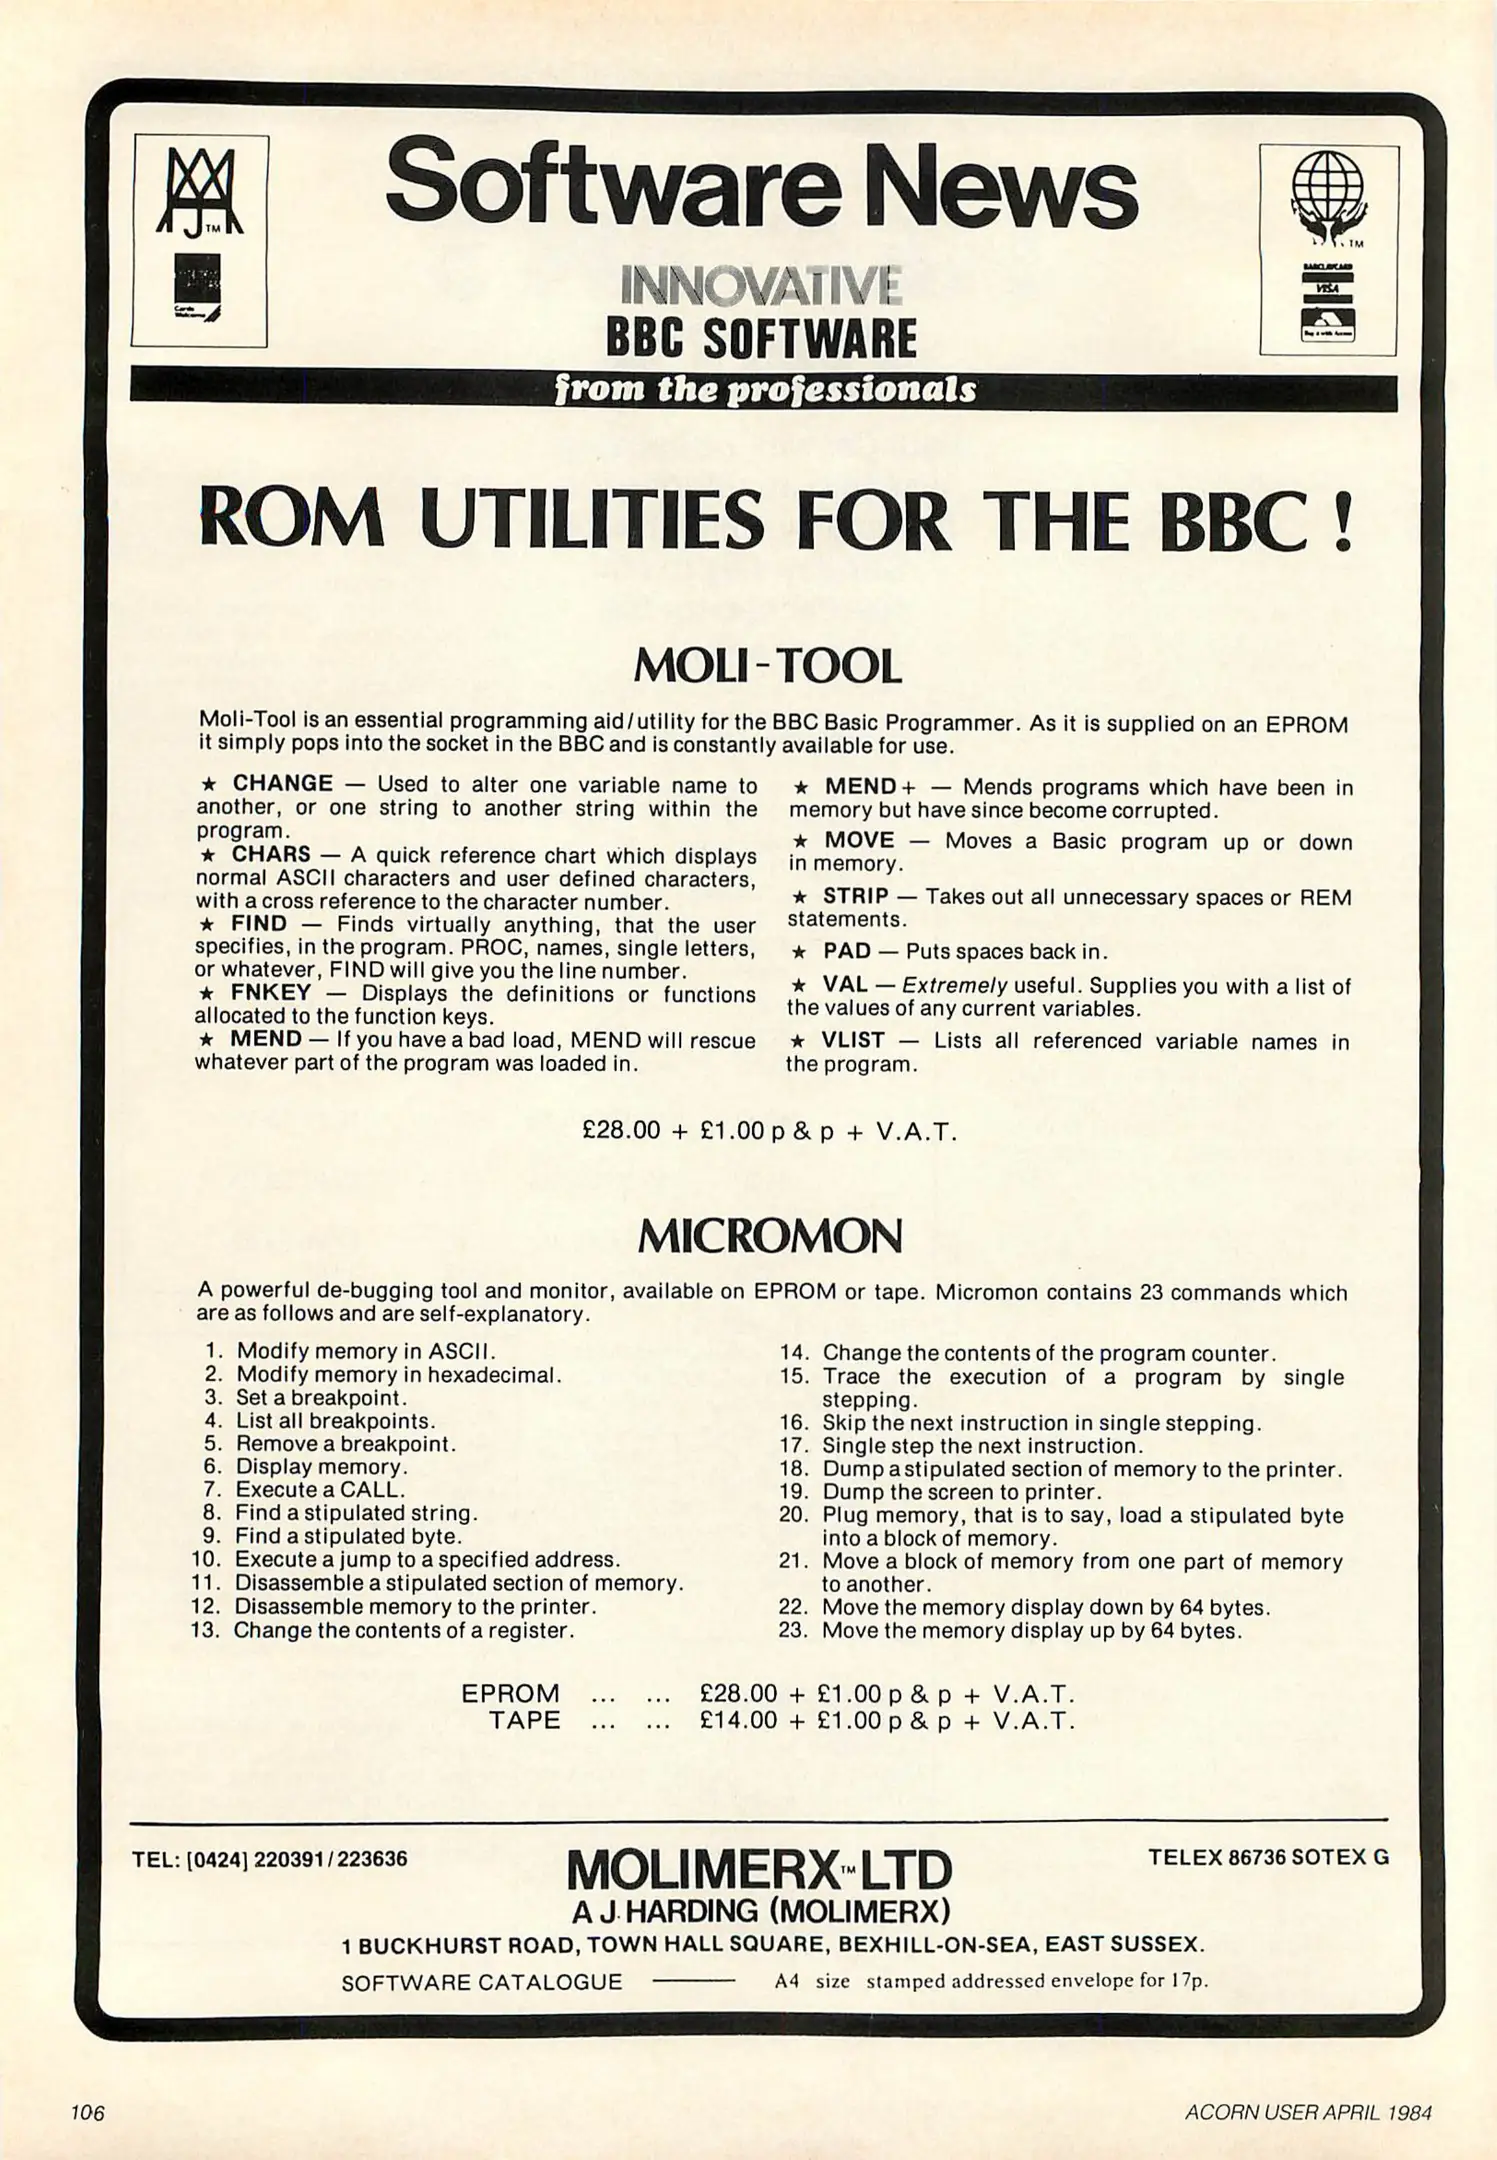 AJH TM
Cards
Welcome
Software News
TM
BARCLAYCARD
VISA
INNOVATIVE
BBC SOFTWARE
from the professionals
ROM UTILITIES FOR THE BBC !
MOLI-TOOL
Moli-Tool is an essential programming aid/utility for the BBC Basic Programmer. As it is supplied on an EPROM
it simply pops into the socket in the BBC and is constantly available for use.
★ CHANGE — Used to alter one variable name to
another, or one string to another string within the
program.
★ CHARS — A quick reference chart which displays
normal ASCII characters and user defined characters,
with a cross reference to the character number.
★ FIND — Finds virtually anything, that the user
specifies, in the program. PROC, names, single letters,
or whatever, FIND will give you the line number.
★ FNKEY — Displays the definitions or functions
allocated to the function keys.
★ MEND — If you have a bad load, MEND will rescue
whatever part of the program was loaded in.
★ MEND+ — Mends programs which have been in
memory but have since become corrupted.
★ MOVE — Moves a Basic program up or down
in memory.
★ STRIP — Takes out all unnecessary spaces or REM
statements.
★ PAD — Puts spaces back in.
★ VAL — Extremely useful. Supplies you with a list of
the values of any current variables.
★ VLIST — Lists all referenced variable names in
the program.
£28.00 + £1.00 p & p + V.A.T.
MICROMON
A powerful de-bugging tool and monitor, available on EPROM or tape. Micromon contains 23 commands which
are as follows and are self-explanatory.
1. Modify memory in ASCII.
2. Modify memory in hexadecimal.
3. Set a breakpoint.
4. List all breakpoints.
5. Remove a breakpoint.
6. Display memory.
7. Execute a CALL.
8. Find a stipulated string.
9. Find a stipulated byte.
10. Execute a jump to a specified address.
11. Disassemble a stipulated section of memory.
12. Disassemble memory to the printer.
13. Change the contents of a register.
14. Change the contents of the program counter.
15. Trace the execution of a program by single
stepping.
16. Skip the next instruction in single stepping.
17. Single step the next instruction.
18. Dump a stipulated section of memory to the printer.
19. Dump the screen to printer.
20. Plug memory, that is to say, load a stipulated byte
into a block of memory.
21. Move a block of memory from one part of memory
to another.
22. Move the memory display down by 64 bytes.
23. Move the memory display up by 64 bytes.
EPROM ... ... £28.00 + £1.00 p & p + V.A.T.
TAPE ... ... £14.00 + £1.00 p & p + V.A.T.
TEL: [0424] 220391/223636
MOLIMERX™ LTD
TELEX 86736 SOTEX G
A J. HARDING (MOLIMERX)
1 BUCKHURST ROAD, TOWN HALL SQUARE, BEXHILL-ON-SEA, EAST SUSSEX.
SOFTWARE CATALOGUE ——— A4 size stamped addressed envelope for 17p.
106
ACORN USER APRIL 1984